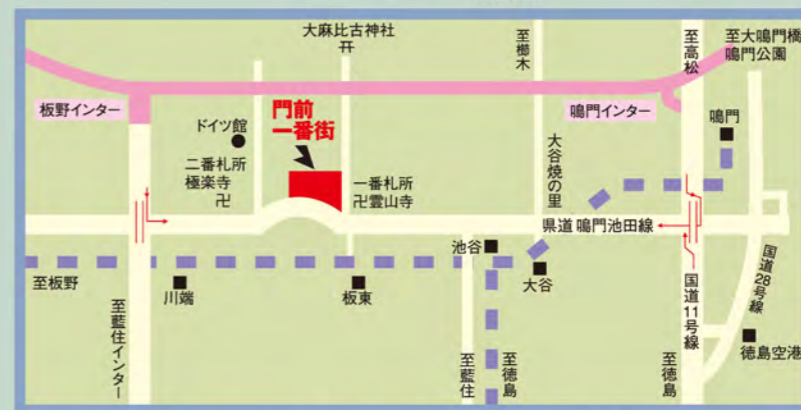 大麻比古神社
至櫛木
至高松
至大鳴門橋
鳴門公園
板野インター
鳴門インター
鳴門
ドイツ館
門前
一番街
二番札所
極楽寺
卍
一番札所
卍霊山寺
大谷焼の里
県道 鳴門池田線
池谷
大谷
至板野
川端
板東
至藍住インター
至藍住
至徳島
国道11号線
至徳島
国道28号線
徳島空港